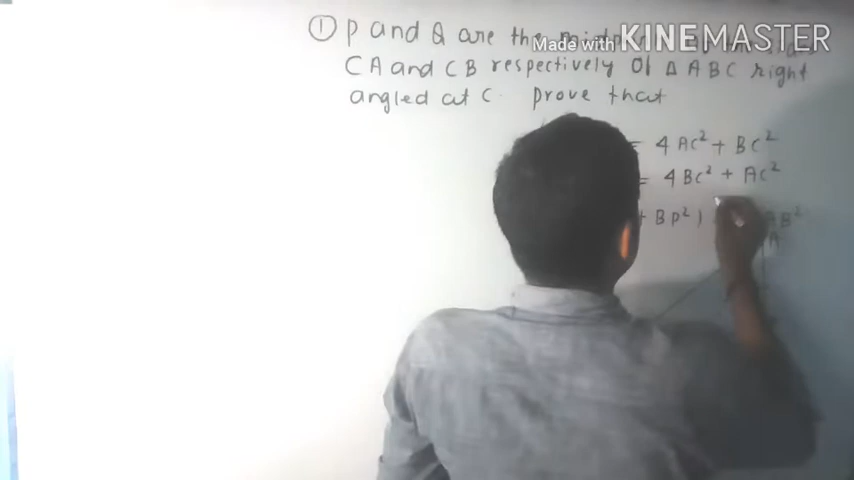 ① P and Q are the
Made with KINEMASTER
CA and CB respectively of Δ ABC right
angled at C. prove that
= 4 AC² + BC²
= 4 BC² + AC²
+ BP²) AB²
A